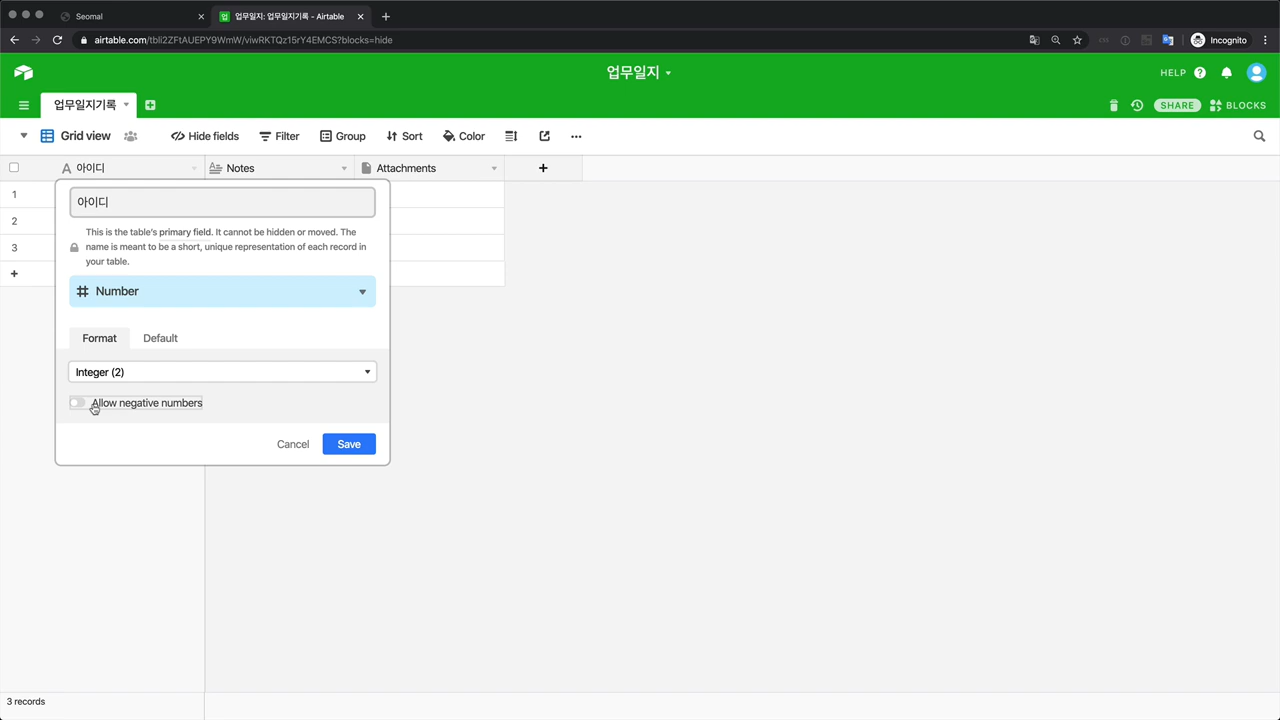 Seomal
업무일지: 업무일지기록 - Airtable
airtable.com/tbli2ZFtAUEPY9WmW/viwRKTQz15rY4EMCS?blocks=hide
Incognito
업무일지
HELP
업무일지기록
SHARE
BLOCKS
Grid view
Hide fields
Filter
Group
Sort
Color
아이디
Notes
Attachments
1
2
3
아이디
This is the table's primary field. It cannot be hidden or moved. The
name is meant to be a short, unique representation of each record in
your table.
Number
Format
Default
Integer (2)
Allow negative numbers
Cancel
Save
3 records